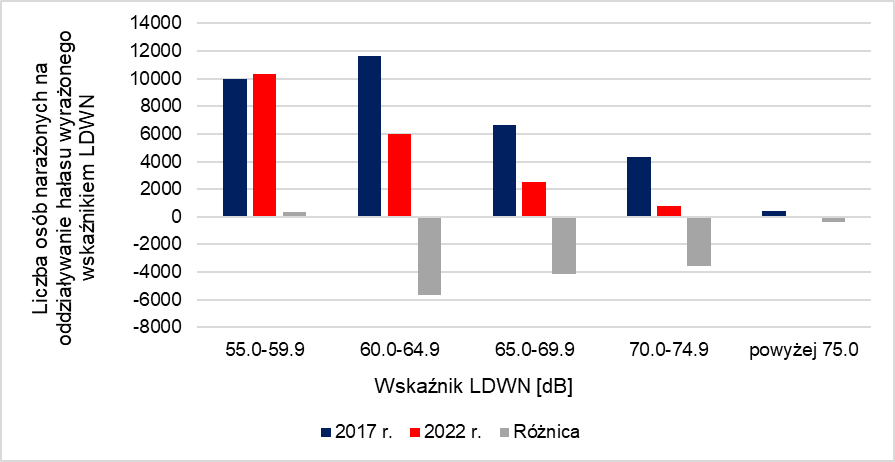 Liczba osób narażonych na
oddziaływanie hałasu wyrażonego
wskaźnikiem LDWN
14000
12000
10000
8000
6000
4000
2000
0
-2000
-4000
-6000
-8000
55.0-59.9 60.0-64.9 65.0-69.9 70.0-74.9 powyżej 75.0
Wskaźnik LDWN [dB]
2017 r. 2022 r. Różnica